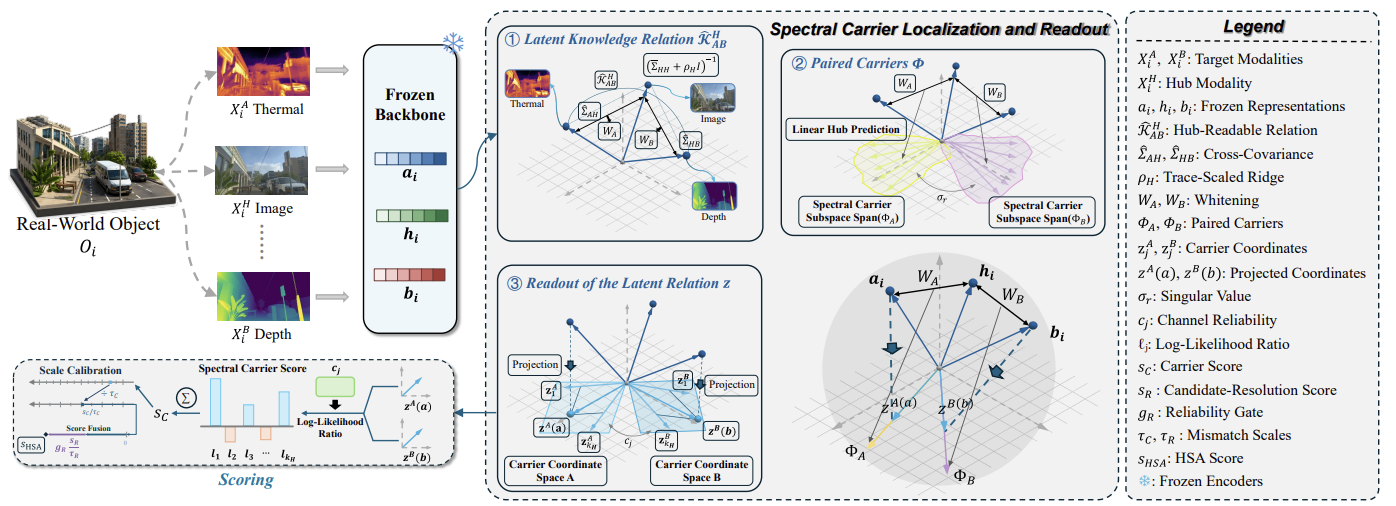 Real-World Object
O_i
X_i^A Thermal
X_i^H Image
X_i^B Depth
Frozen
Backbone
a_i
h_i
b_i
Spectral Carrier Localization and Readout
① Latent Knowledge Relation K̂_AB^H
(Σ̅_HH + ρ_H I)^−1
K̂_AB^H
Thermal
Σ̂_AH
W_A
W_B
Σ̂_HB
Image
Depth
② Paired Carriers Φ
W_A
W_B
Linear Hub Prediction
σ_r
Spectral Carrier
Subspace Span(Φ_A)
Spectral Carrier
Subspace Span(Φ_B)
③ Readout of the Latent Relation z
Projection
Projection
z_1^A
z_1^B
z^A(a)
z^B(b)
z_{k_H}^A
z_{k_H}^B
c_j
Carrier Coordinate
Space A
Carrier Coordinate
Space B
a_i
W_A
h_i
W_B
b_i
z^A(a)
z^B(b)
Φ_A
Φ_B
Scale Calibration
÷ τ_C
s_C/τ_C
Score Fusion
s_HSA
g_R s_R/τ_R
0
s_C
Σ
Spectral Carrier Score
l_1 l_2 l_3 ... l_{k_H}
c_j
Log-Likelihood
Ratio
z^A(a)
z^B(b)
Scoring
Legend
X_i^A, X_i^B: Target Modalities
X_i^H: Hub Modality
a_i, h_i, b_i: Frozen Representations
K̂_AB^H: Hub-Readable Relation
Σ̂_AH, Σ̂_HB: Cross-Covariance
ρ_H: Trace-Scaled Ridge
W_A, W_B: Whitening
Φ_A, Φ_B: Paired Carriers
z_j^A, z_j^B: Carrier Coordinates
z^A(a), z^B(b): Projected Coordinates
σ_r: Singular Value
c_j: Channel Reliability
ℓ_j: Log-Likelihood Ratio
s_C: Carrier Score
s_R: Candidate-Resolution Score
g_R: Reliability Gate
τ_C, τ_R: Mismatch Scales
s_HSA: HSA Score
❄: Frozen Encoders